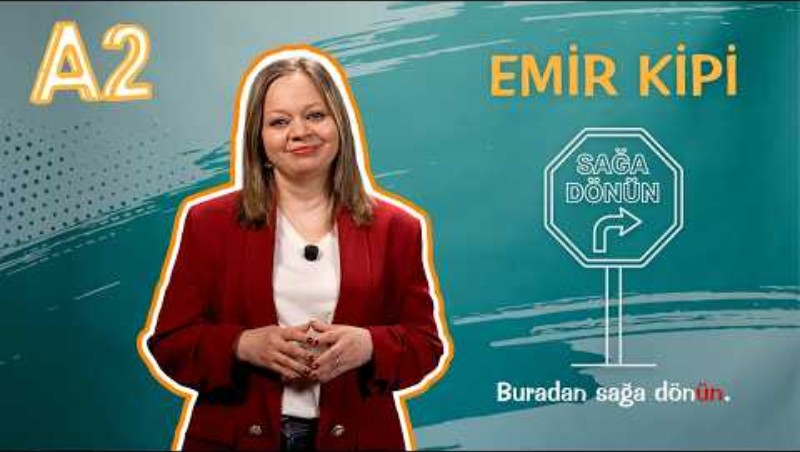 A2
EMİR KİPİ
SAĞA
DÖNÜN
Buradan sağa dönün.